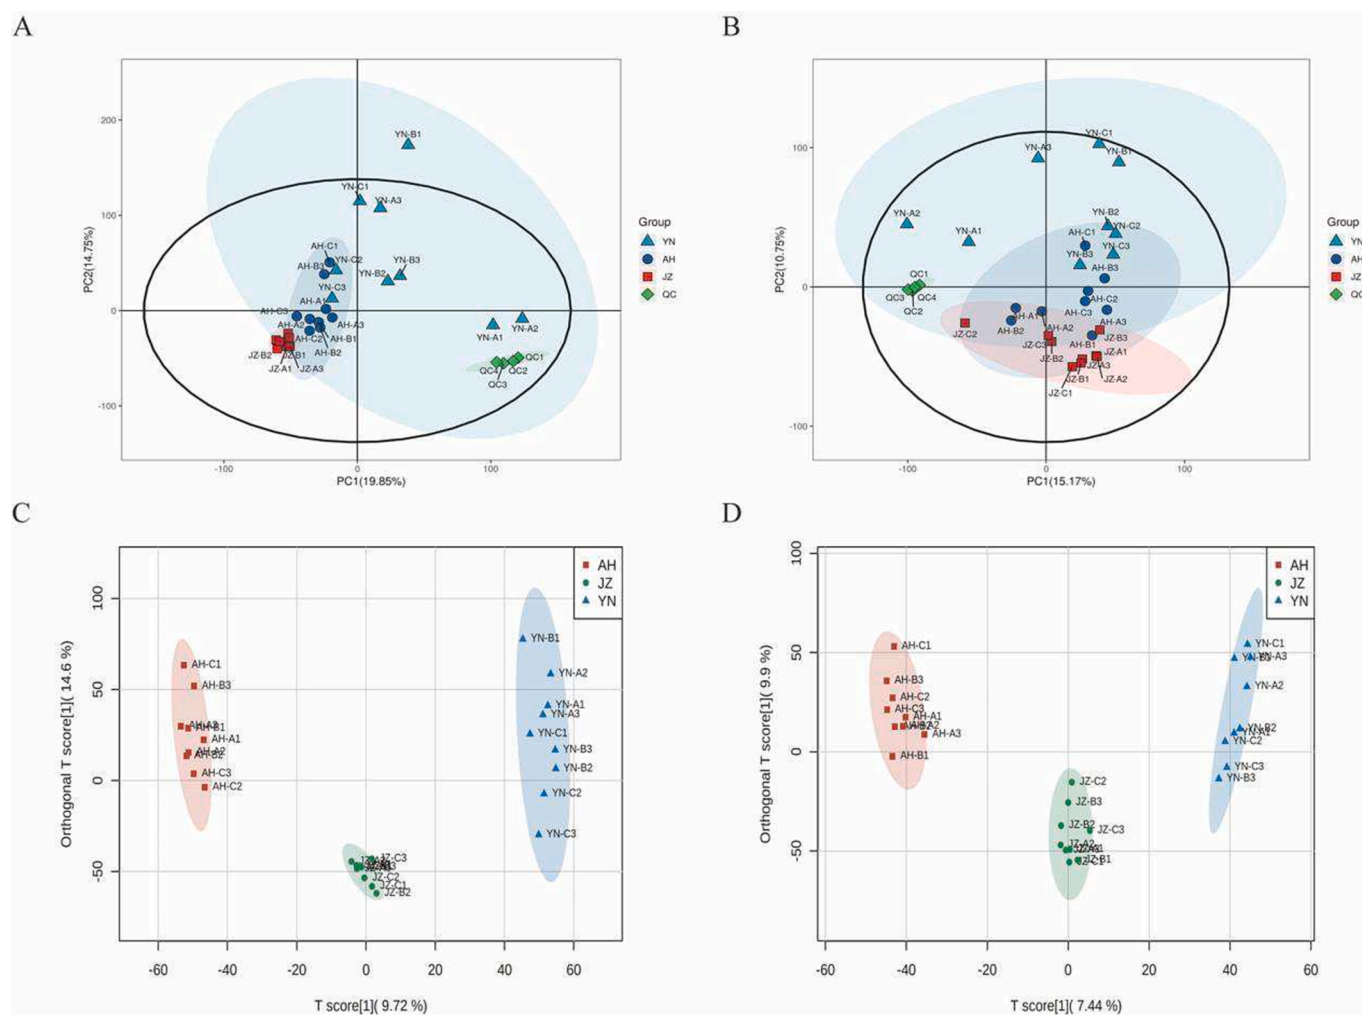 A
B
YN-B1
YN-C1
YN-A3
AH-C1
AH-B3
YN-C2
YN-B2
YN-B3
YN-C3
AH-C3
AH-A1
AH-A2
AH-A3
AH-C2
AH-B1
AH-B2
JZ-B2
JZ-B1
JZ-A1
JZ-A3
YN-A1
YN-A2
QC4
QC1
QC2
QC3
200
100
0
-100
PC2(14.75%)
-100
0
100
PC1(19.85%)
Group
YN
AH
JZ
QC
YN-C1
YN-A3
YN-B1
YN-A2
YN-A1
YN-B2
YN-C2
AH-C1
YN-C3
YN-B3
AH-B3
QC1
QC3
QC4
QC2
AH-C2
AH-C3
AH-A1
AH-A2
AH-A3
AH-B2
JZ-C2
JZ-C3
JZ-B2
AH-B1
JZ-B3
JZ-A1
JZ-A3
JZ-B1
JZ-A2
JZ-C1
100
0
-100
PC2(10.75%)
-100
0
100
PC1(15.17%)
Group
YN
AH
JZ
QC
C
D
AH
JZ
YN
AH-C1
AH-B3
AH-B1
AH-A1
AH-A2
AH-B2
AH-C3
AH-C2
YN-B1
YN-A2
YN-A1
YN-A3
YN-C1
YN-B3
YN-B2
YN-C2
YN-C3
JZ-C3
JZ-C2
JZ-C1
JZ-B2
100
50
0
-50
Orthogonal T score[1]( 14.6 %)
-60
-40
-20
0
20
40
60
T score[1]( 9.72 %)
AH
JZ
YN
AH-C1
AH-B3
AH-C2
AH-C3
AH-A1
AH-A2
AH-A3
AH-B1
YN-C1
YN-A3
YN-A2
YN-B2
YN-A1
YN-C2
YN-C3
YN-B3
JZ-C2
JZ-B3
JZ-B2
JZ-C3
JZ-A2
JZ-B1
JZ-C1
100
50
0
-50
Orthogonal T score[1]( 9.9 %)
-60
-40
-20
0
20
40
60
T score[1]( 7.44 %)